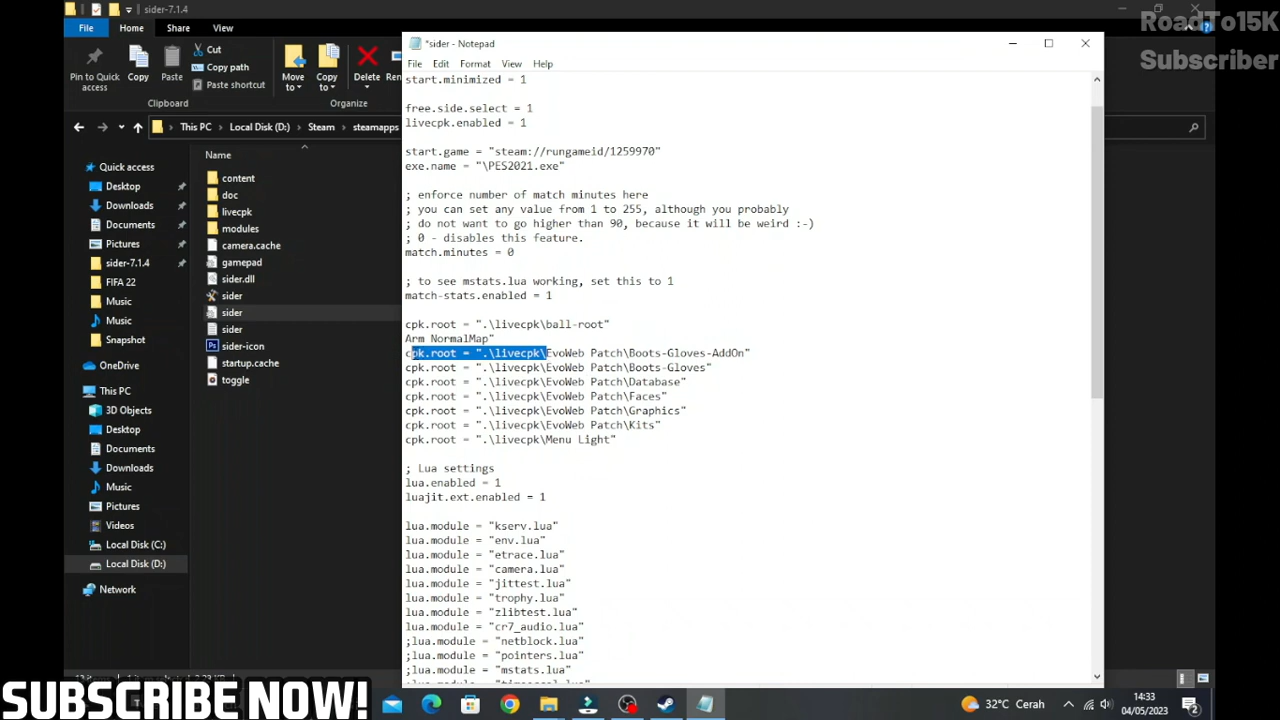 sider-7.1.4
RoadTo15K
Subscriber
File
Home
Share
View
Pin to Quick access
Copy
Paste
Cut
Copy path
Paste shortcut
Move to
Copy to
Delete
Ren
Clipboard
Organize
This PC
Local Disk (D:)
Steam
steamapps
Name
Quick access
Desktop
Downloads
Documents
Pictures
sider-7.1.4
FIFA 22
Music
Music
Snapshot
OneDrive
This PC
3D Objects
Desktop
Documents
Downloads
Music
Pictures
Videos
Local Disk (C:)
Local Disk (D:)
Network
content
doc
livecpk
modules
camera.cache
gamepad
sider.dll
sider
sider
sider
sider-icon
startup.cache
toggle
*sider - Notepad
File Edit Format View Help
start.minimized = 1
free.side.select = 1
livecpk.enabled = 1
start.game = "steam://rungameid/1259970"
exe.name = "\PES2021.exe"
; enforce number of match minutes here
; you can set any value from 1 to 255, although you probably
; do not want to go higher than 90, because it will be weird :-)
; 0 - disables this feature.
match.minutes = 0
; to see mstats.lua working, set this to 1
match-stats.enabled = 1
cpk.root = ".\livecpk\ball-root"
Arm NormalMap"
cpk.root = ".\livecpk\EvoWeb Patch\Boots-Gloves-AddOn"
cpk.root = ".\livecpk\EvoWeb Patch\Boots-Gloves"
cpk.root = ".\livecpk\EvoWeb Patch\Database"
cpk.root = ".\livecpk\EvoWeb Patch\Faces"
cpk.root = ".\livecpk\EvoWeb Patch\Graphics"
cpk.root = ".\livecpk\EvoWeb Patch\Kits"
cpk.root = ".\livecpk\Menu Light"
; Lua settings
lua.enabled = 1
luajit.ext.enabled = 1
lua.module = "kserv.lua"
lua.module = "env.lua"
lua.module = "etrace.lua"
lua.module = "camera.lua"
lua.module = "jittest.lua"
lua.module = "trophy.lua"
lua.module = "zlibtest.lua"
lua.module = "cr7_audio.lua"
;lua.module = "netblock.lua"
;lua.module = "pointers.lua"
;lua.module = "mstats.lua"
SUBSCRIBE NOW!
32°C Cerah
14:33
04/05/2023
2